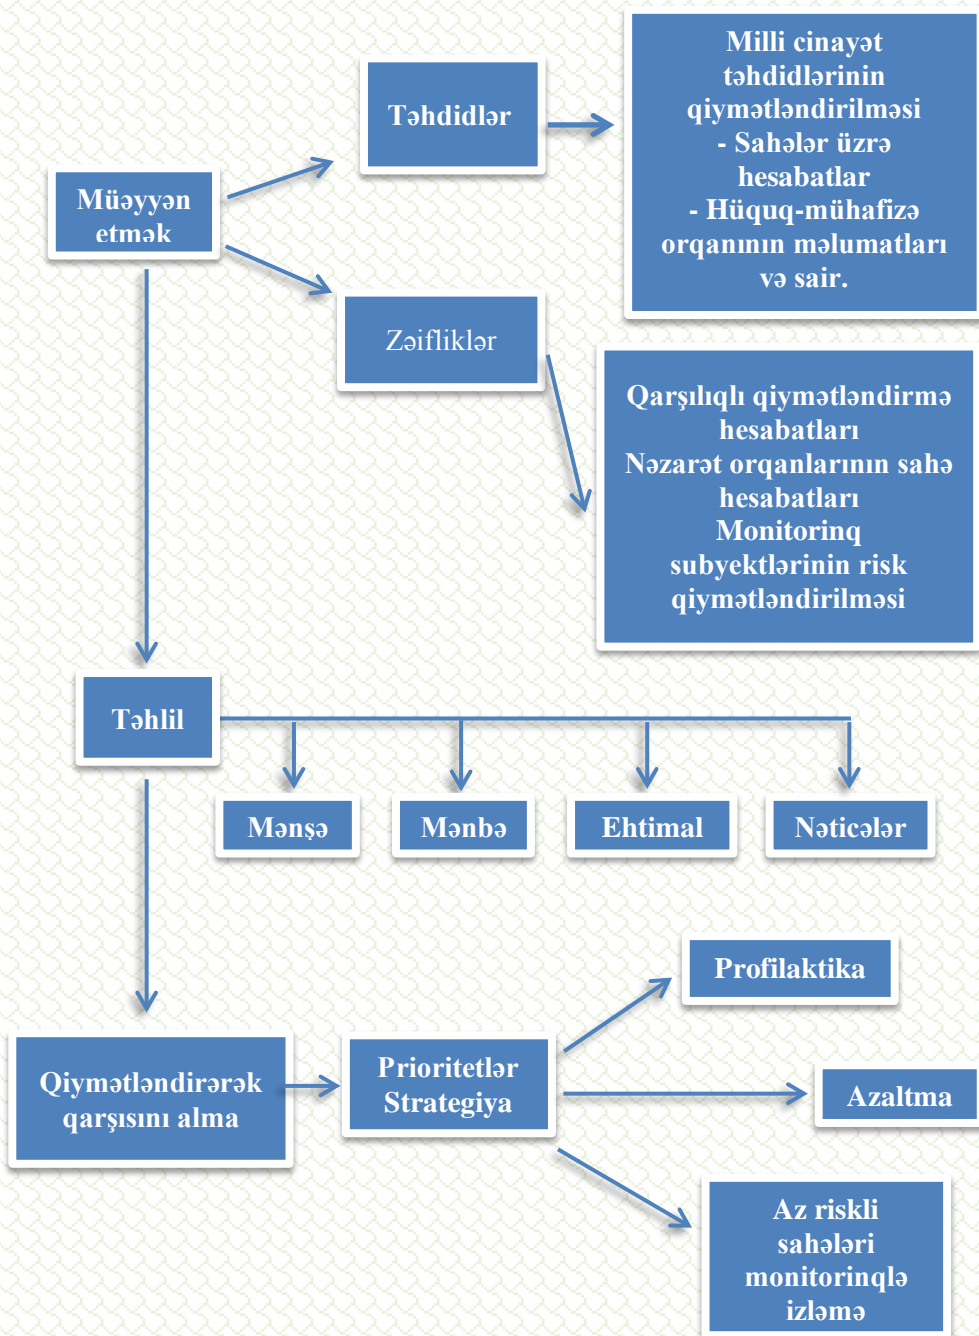 Milli cinayət
təhdidlərinin
qiymətləndirilməsi
- Sahələr üzrə
hesabatlar
- Hüquq-mühafizə
orqanının məlumatları
və sair.
Təhdidlər
Müəyyən
etmək
Zəifliklər
Qarşılıqlı qiymətləndirmə
hesabatları
Nəzarət orqanlarının sahə
hesabatları
Monitorinq
subyektlərinin risk
qiymətləndirilməsi
Təhlil
Mənşə
Mənbə
Ehtimal
Nəticələr
Profilaktika
Qiymətləndirərək
qarşısını alma
Prioritetlər
Strategiya
Azaltma
Az riskli
sahələri
monitorinqlə
izləmə